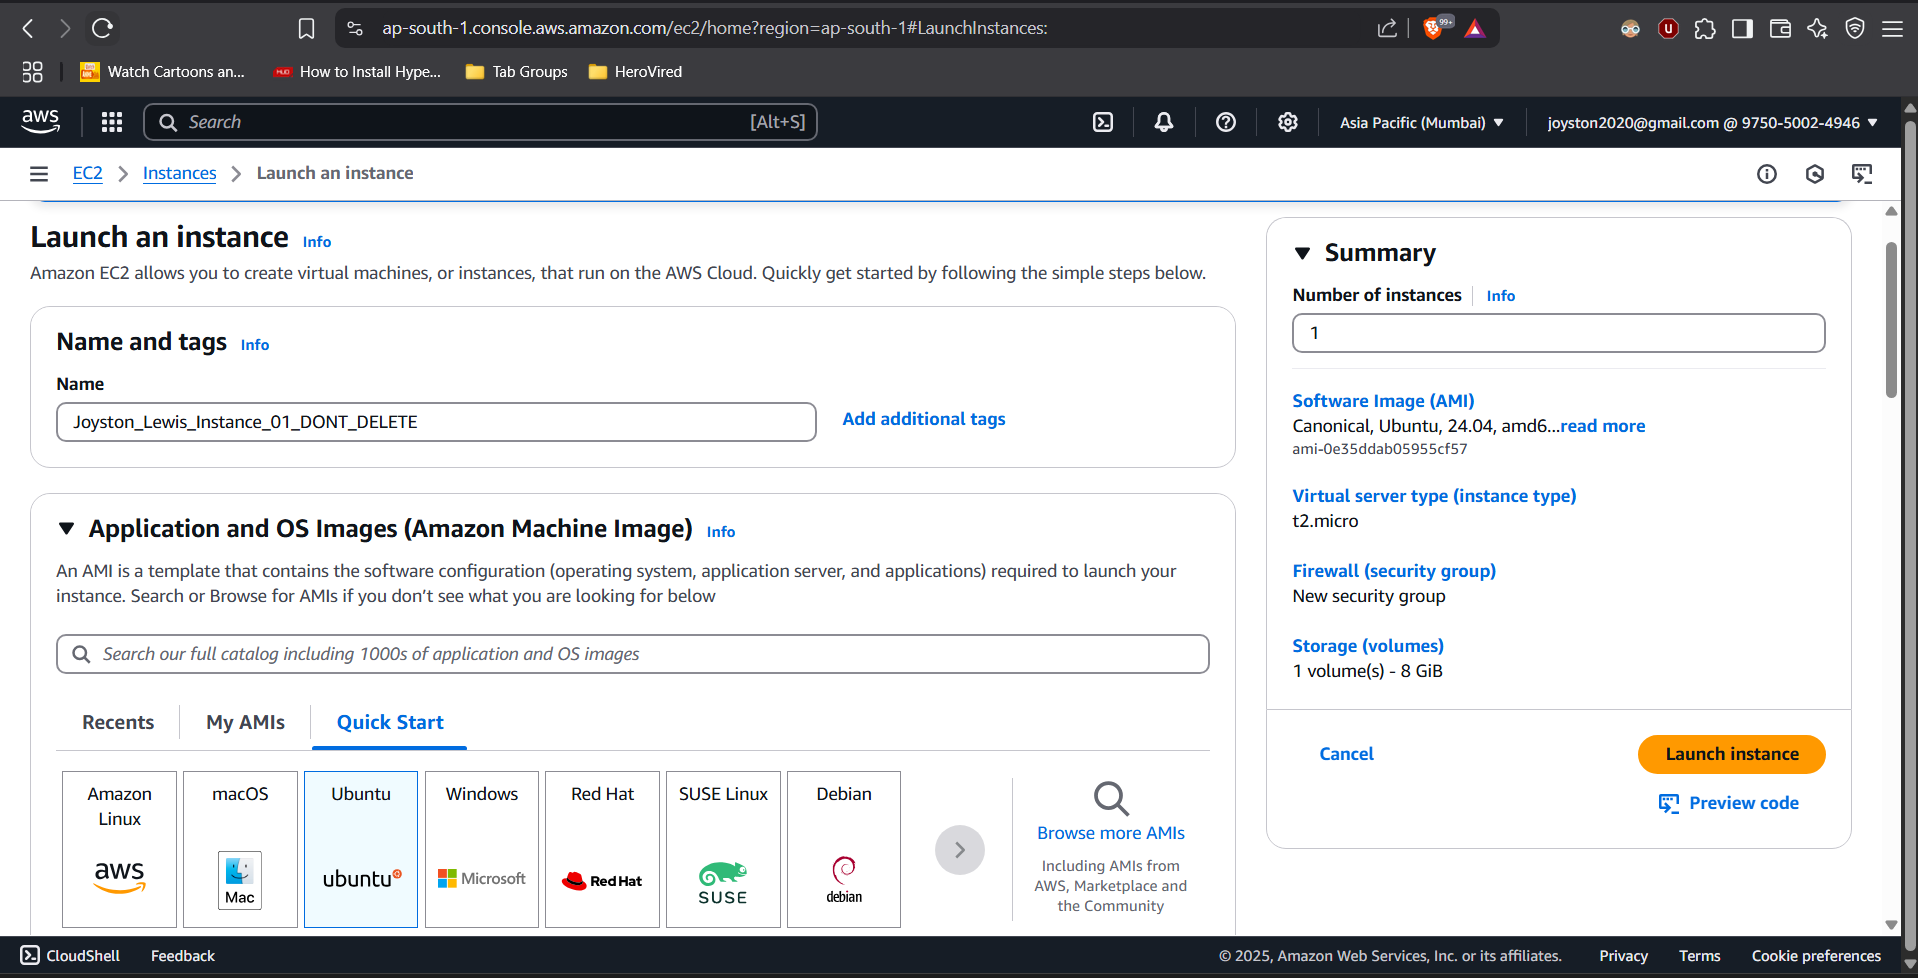 ap-south-1.console.aws.amazon.com/ec2/home?region=ap-south-1#LaunchInstances:
99+
U
Watch Cartoons an...
HUD
How to Install Hype...
Tab Groups
HeroVired
aws
Search
[Alt+S]
Asia Pacific (Mumbai)
joyston2020@gmail.com @ 9750-5002-4946
EC2
Instances
Launch an instance
Launch an instance
Info
Amazon EC2 allows you to create virtual machines, or instances, that run on the AWS Cloud. Quickly get started by following the simple steps below.
Name and tags
Info
Name
Joyston_Lewis_Instance_01_DONT_DELETE
Add additional tags
Application and OS Images (Amazon Machine Image)
Info
An AMI is a template that contains the software configuration (operating system, application server, and applications) required to launch your
instance. Search or Browse for AMIs if you don’t see what you are looking for below
Search our full catalog including 1000s of application and OS images
Recents
My AMIs
Quick Start
Amazon
Linux
aws
macOS
Mac
Ubuntu
ubuntu
Windows
Microsoft
Red Hat
RedHat
SUSE Linux
SUSE
Debian
debian
Browse more AMIs
Including AMIs from
AWS, Marketplace and
the Community
Summary
Number of instances
Info
1
Software Image (AMI)
Canonical, Ubuntu, 24.04, amd6...read more
ami-0e35ddab05955cf57
Virtual server type (instance type)
t2.micro
Firewall (security group)
New security group
Storage (volumes)
1 volume(s) - 8 GiB
Cancel
Launch instance
Preview code
CloudShell
Feedback
© 2025, Amazon Web Services, Inc. or its affiliates.
Privacy
Terms
Cookie preferences